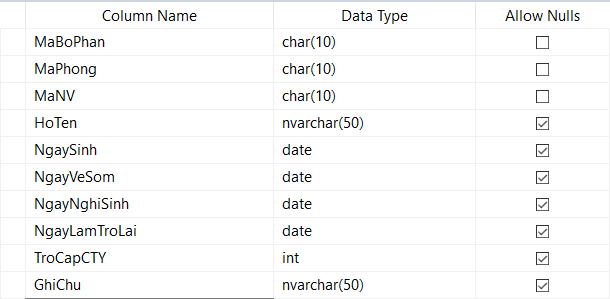 Column Name Data Type Allow Nulls
MaBoPhan char(10)
MaPhong char(10)
MaNV char(10)
HoTen nvarchar(50)
NgaySinh date
NgayVeSom date
NgayNghiSinh date
NgayLamTroLai date
TroCapCTY int
GhiChu nvarchar(50)